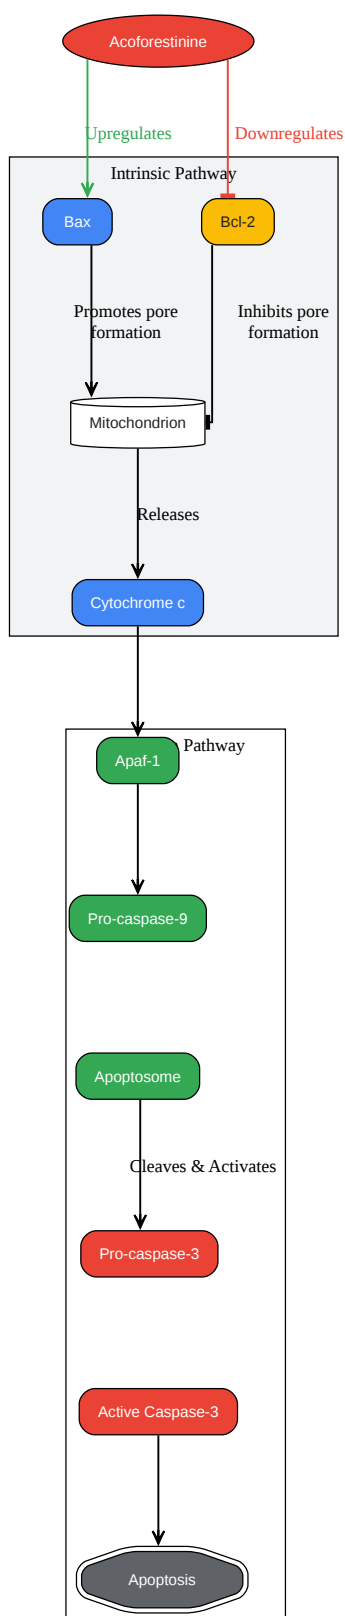 Acoforestinine
Upregulates
Downregulates
Intrinsic Pathway
Bax
Bcl-2
Promotes pore
formation
Inhibits pore
formation
Mitochondrion
Releases
Cytochrome c
Pathway
Apaf-1
Pro-caspase-9
Apoptosome
Cleaves & Activates
Pro-caspase-3
Active Caspase-3
Apoptosis